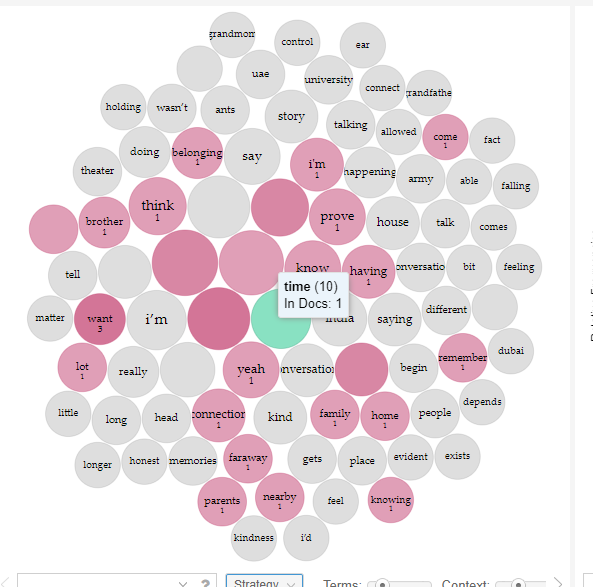 grandmom
control
ear
uae
university
connect
grandfathe
holding
wasn't
ants
story
talking
allowed
come
1
fact
doing
belonging
1
say
i'm
1
happening
army
able
falling
theater
think
1
brother
1
prove
1
house
talk
comes
tell
know
having
1
onversatio
bit
feeling
time (10)
In Docs: 1
matter
want
3
i'm
india
saying
different
lot
1
really
yeah
1
onversation
begin
remember
1
dubai
little
long
head
connection
1
kind
family
1
home
1
people
depends
longer
honest
memories
faraway
1
gets
place
evident
exists
parents
1
nearby
1
feel
knowing
1
kindness
i'd
?
Strategy
Terms:
Context: